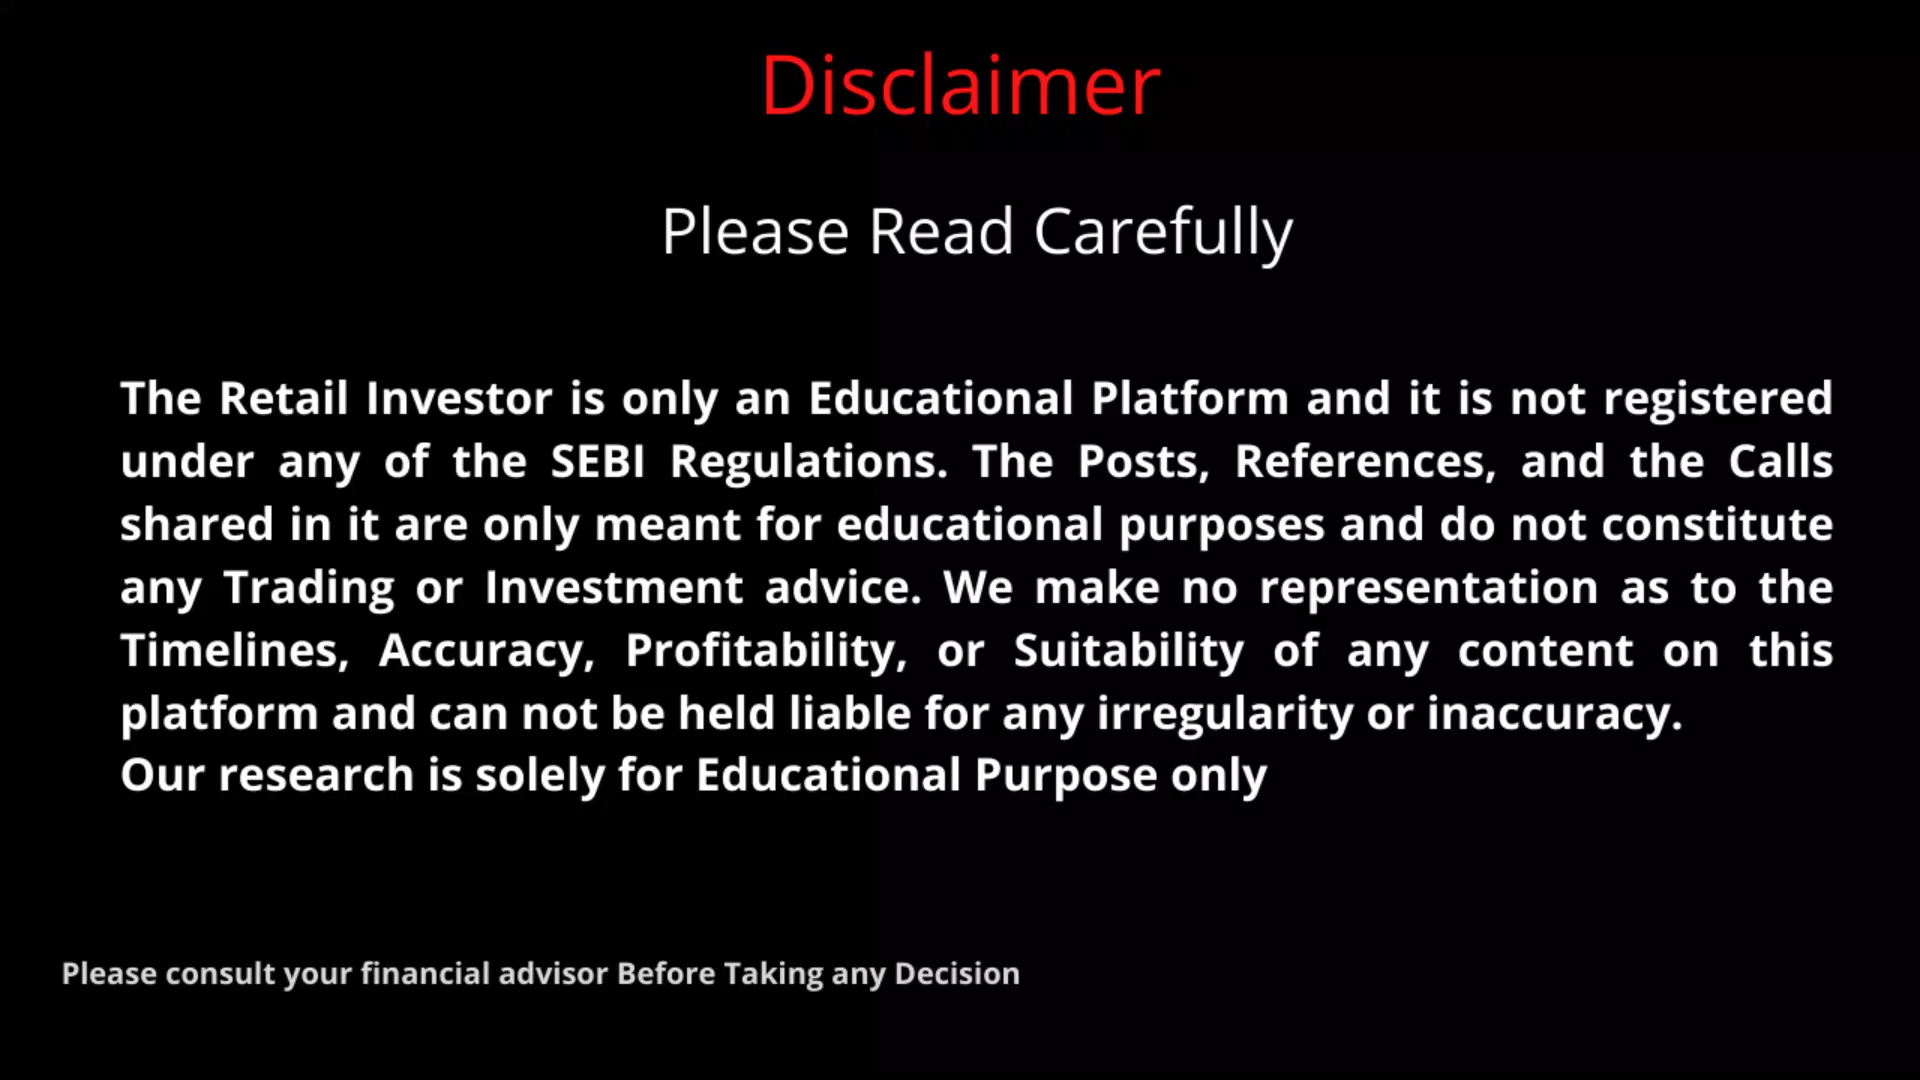 Disclaimer
Please Read Carefully
The Retail Investor is only an Educational Platform and it is not registered
under any of the SEBI Regulations. The Posts, References, and the Calls
shared in it are only meant for educational purposes and do not constitute
any Trading or Investment advice. We make no representation as to the
Timelines, Accuracy, Profitability, or Suitability of any content on this
platform and can not be held liable for any irregularity or inaccuracy.
Our research is solely for Educational Purpose only
Please consult your financial advisor Before Taking any Decision